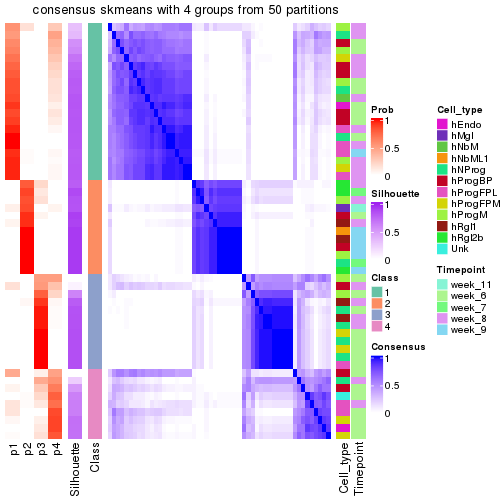 consensus skmeans with 4 groups from 50 partitions
Prob
1
0.5
0
Silhouette
1
0.5
0
Class
1
2
3
4
Consensus
1
0.5
0
Cell_type
hEndo
hMgl
hNbM
hNbML1
hNProg
hProgBP
hProgFPL
hProgFPM
hProgM
hRgl1
hRgl2b
Unk
Timepoint
week_11
week_6
week_7
week_8
week_9
p1
p2
p3
p4
Silhouette
Class
Cell_type
Timepoint